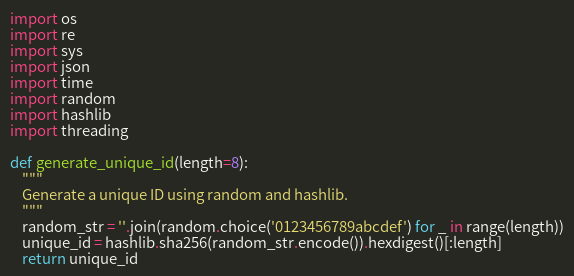 import os
import re
import sys
import json
import time
import random
import hashlib
import threading

def generate_unique_id(length=8):
    """
    Generate a unique ID using random and hashlib.
    """
    random_str = ''.join(random.choice('0123456789abcdef') for _ in range(length))
    unique_id = hashlib.sha256(random_str.encode()).hexdigest()[:length]
    return unique_id